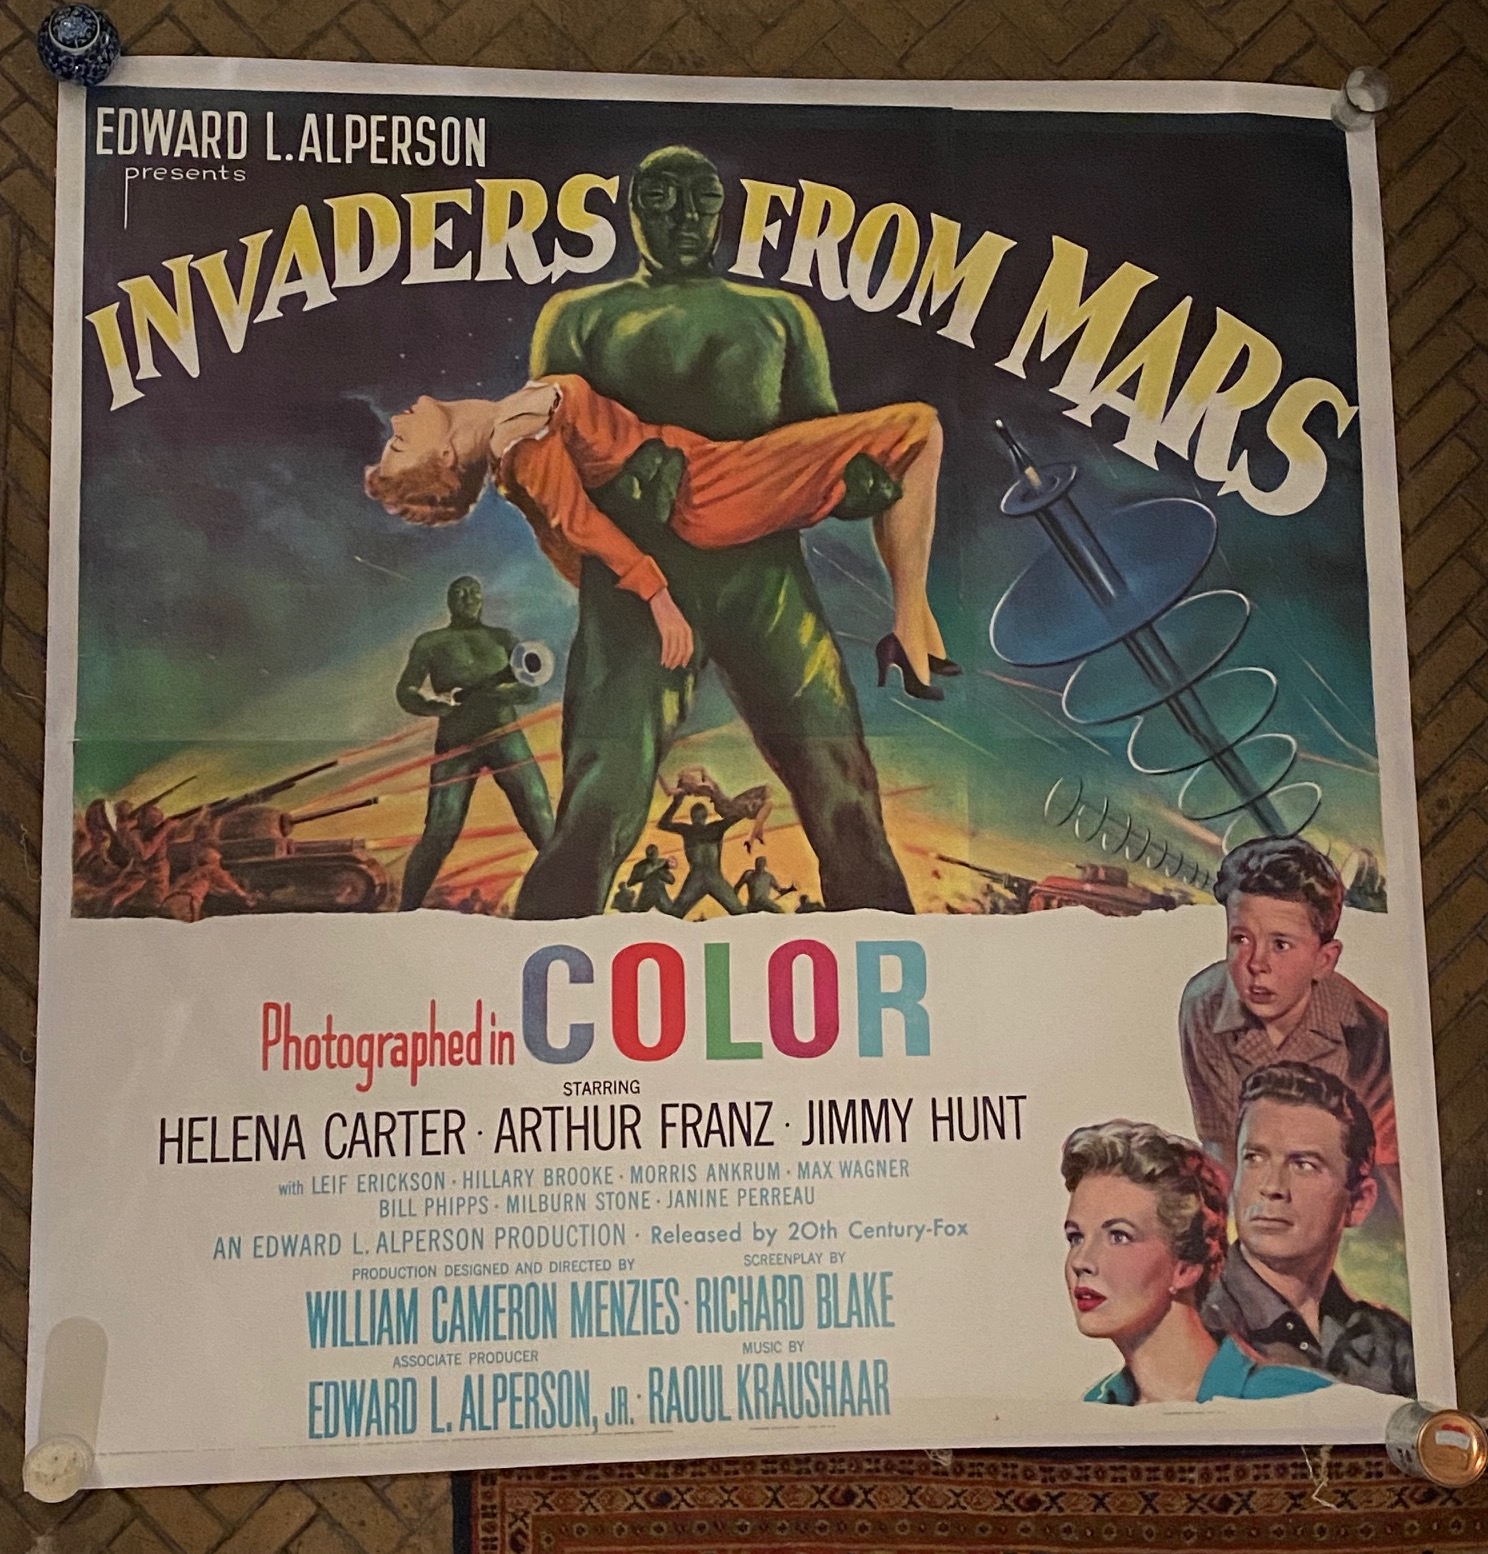 EDWARD L. ALPERSON
presents
INVADERS FROM MARS
Photographed in COLOR
STARRING
HELENA CARTER · ARTHUR FRANZ · JIMMY HUNT
with LEIF ERICKSON · HILLARY BROOKE · MORRIS ANKRUM · MAX WAGNER
BILL PHIPPS · MILBURN STONE · JANINE PERREAU
AN EDWARD L. ALPERSON PRODUCTION · Released by 20th Century-Fox
PRODUCTION DESIGNED AND DIRECTED BY
SCREENPLAY BY
WILLIAM CAMERON MENZIES · RICHARD BLAKE
ASSOCIATE PRODUCER
MUSIC BY
EDWARD L. ALPERSON, JR. · RAOUL KRAUSHAAR